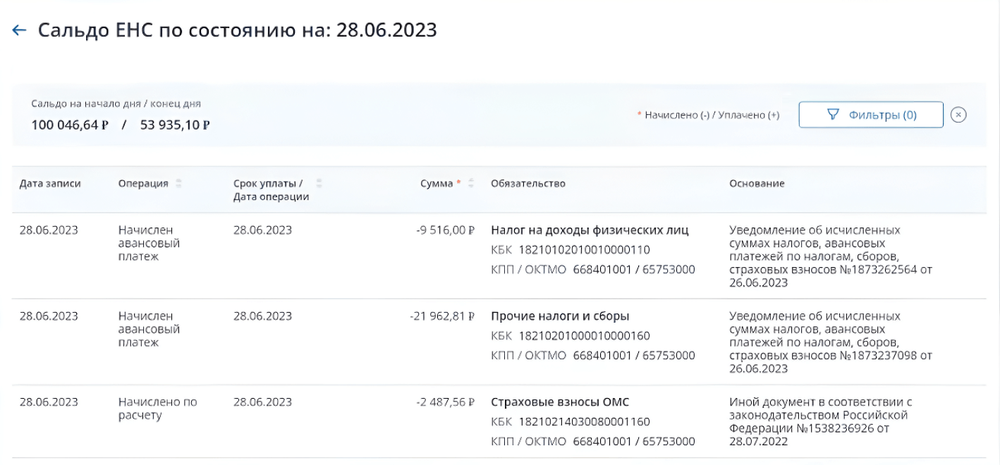 ← Сальдо ЕНС по состоянию на: 28.06.2023
Сальдо на начало дня / конец дня
100 046,64 ₽ / 53 935,10 ₽
* Начислено (-) / Уплачено (+)
Фильтры (0)
Дата записи
Операция
Срок уплаты /
Дата операции
Сумма *
Обязательство
Основание
28.06.2023
Начислен
авансовый
платеж
28.06.2023
-9 516,00 ₽
Налог на доходы физических лиц
КБК 18210102010010000110
КПП / ОКТМО 668401001 / 65753000
Уведомление об исчисленных
суммах налогов, авансовых
платежей по налогам, сборов,
страховых взносов №1873262564 от
26.06.2023
28.06.2023
Начислен
авансовый
платеж
28.06.2023
-21 962,81 ₽
Прочие налоги и сборы
КБК 18210201000010000160
КПП / ОКТМО 668401001 / 65753000
Уведомление об исчисленных
суммах налогов, авансовых
платежей по налогам, сборов,
страховых взносов №1873237098 от
26.06.2023
28.06.2023
Начислено по
расчету
28.06.2023
-2 487,56 ₽
Страховые взносы ОМС
КБК 18210214030080001160
КПП / ОКТМО 668401001 / 65753000
Иной документ в соответствии с
законодательством Российской
Федерации №1538236926 от
28.07.2022